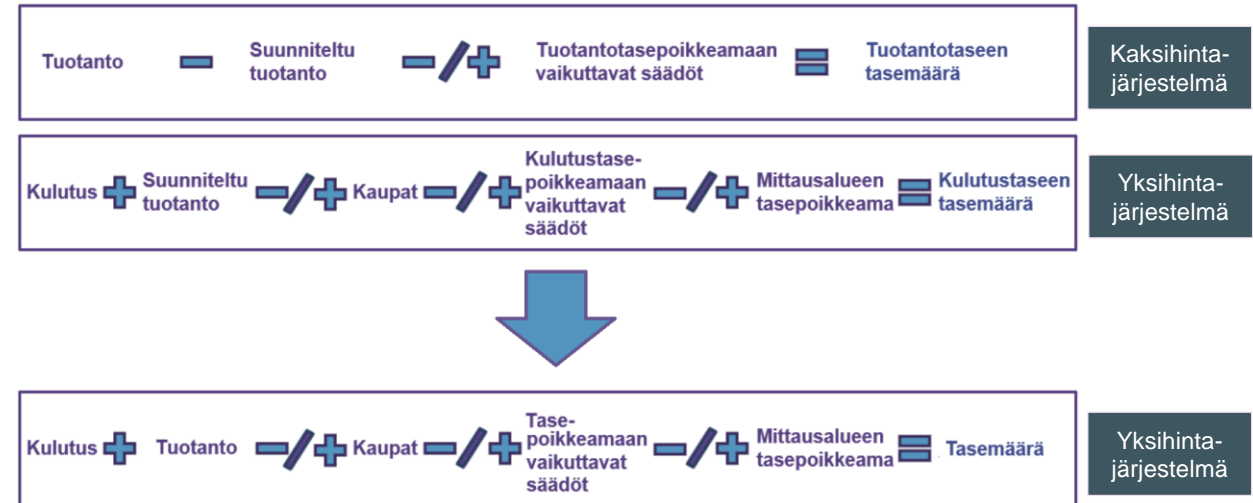 Tuotanto − Suunniteltu tuotanto −/+ Tuotantotasepoikkeamaan vaikuttavat säädöt = Tuotantotaseen tasemäärä
Kaksihinta-
järjestelmä
Kulutus + Suunniteltu tuotanto −/+ Kaupat −/+ Kulutustase-
poikkeamaan
vaikuttavat
säädöt −/+ Mittausalueen tasepoikkeama = Kulutustaseen tasemäärä
Yksihinta-
järjestelmä
Kulutus + Tuotanto −/+ Kaupat −/+ Tase-
poikkeamaan
vaikuttavat
säädöt −/+ Mittausalueen tasepoikkeama = Tasemäärä
Yksihinta-
järjestelmä